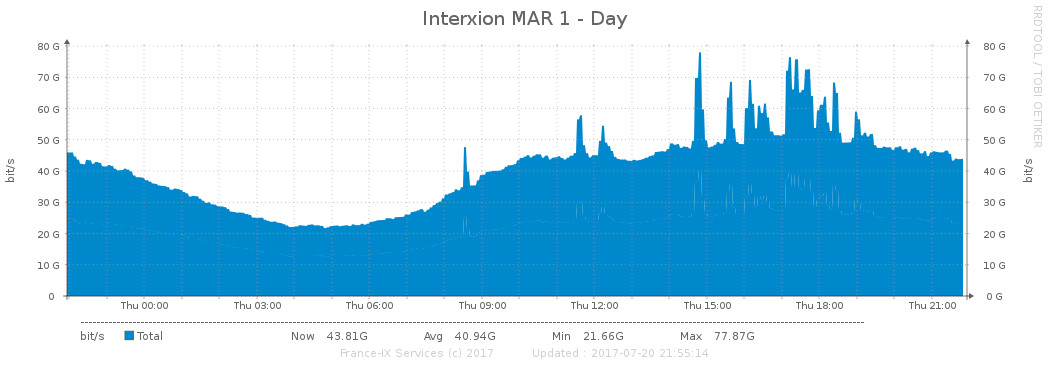 Interxion MAR 1 - Day
RRDTOOL / TOBI OETIKER
80 G 80 G
70 G 70 G
60 G 60 G
50 G 50 G
40 G 40 G
30 G 30 G
20 G 20 G
10 G 10 G
0 0 G
bit/s
bit/s
Thu 00:00 Thu 03:00 Thu 06:00 Thu 09:00 Thu 12:00 Thu 15:00 Thu 18:00 Thu 21:00
bit/s Total Now 43.81G Avg 40.94G Min 21.66G Max 77.87G
France-IX Services (c) 2017 Updated : 2017-07-20 21:55:14